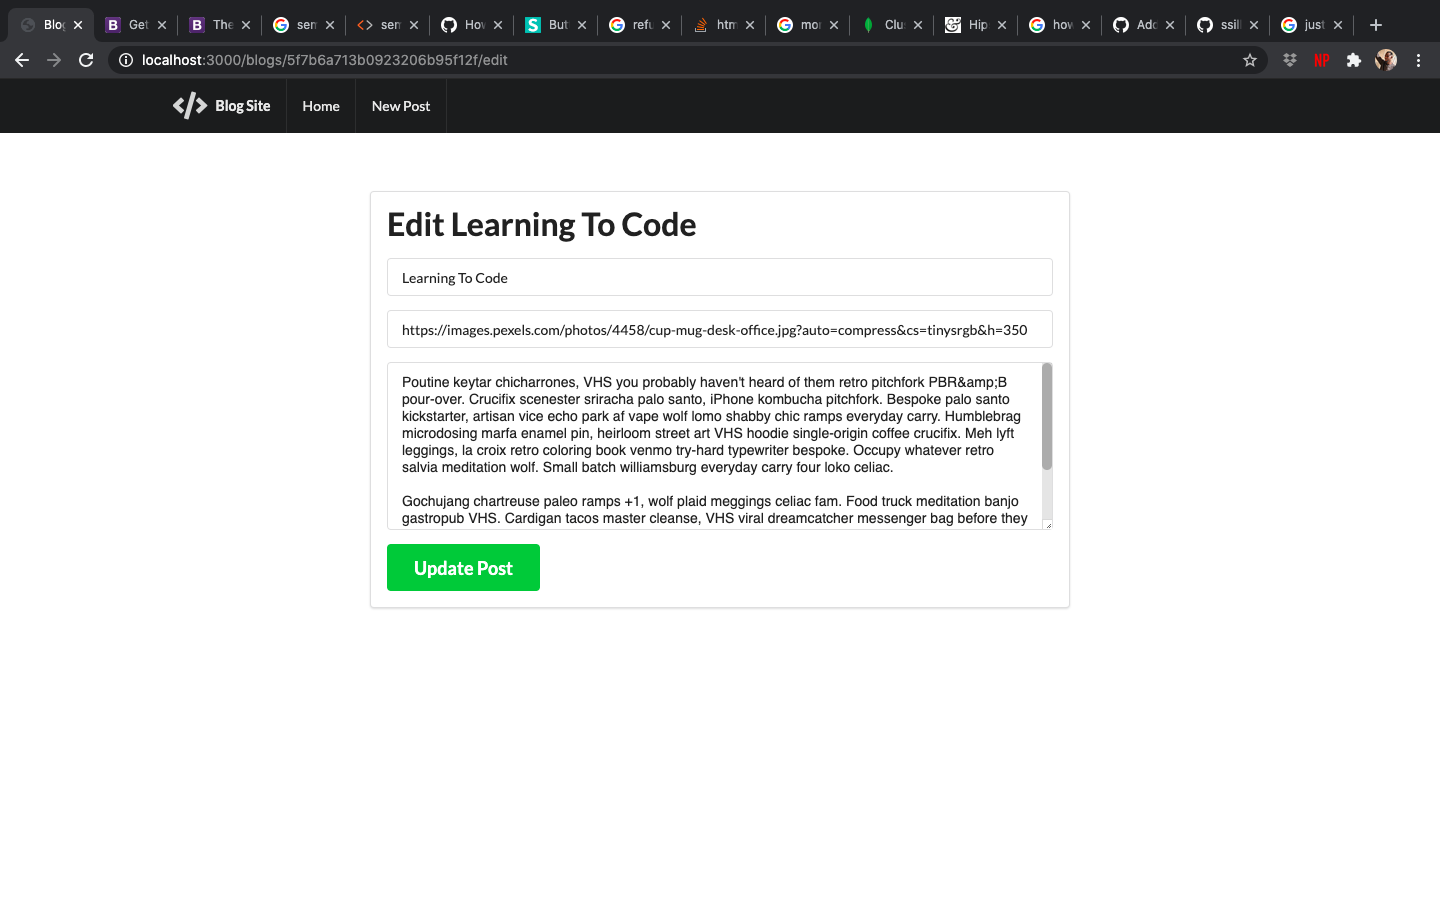 Blog
Get
The
sem
sem
How
But
refu
htm
mon
Clus
Hip
how
Add
ssill
just
localhost:3000/blogs/5f7b6a713b0923206b95f12f/edit
NP
Blog Site
Home
New Post
Edit Learning To Code
Learning To Code
https://images.pexels.com/photos/4458/cup-mug-desk-office.jpg?auto=compress&cs=tinysrgb&h=350
Poutine keytar chicharrones, VHS you probably haven't heard of them retro pitchfork PBR&amp;B
pour-over. Crucifix scenester sriracha palo santo, iPhone kombucha pitchfork. Bespoke palo santo
kickstarter, artisan vice echo park af vape wolf lomo shabby chic ramps everyday carry. Humblebrag
microdosing marfa enamel pin, heirloom street art VHS hoodie single-origin coffee crucifix. Meh lyft
leggings, la croix retro coloring book venmo try-hard typewriter bespoke. Occupy whatever retro
salvia meditation wolf. Small batch williamsburg everyday carry four loko celiac.
Gochujang chartreuse paleo ramps +1, wolf plaid meggings celiac fam. Food truck meditation banjo
gastropub VHS. Cardigan tacos master cleanse, VHS viral dreamcatcher messenger bag before they
Update Post